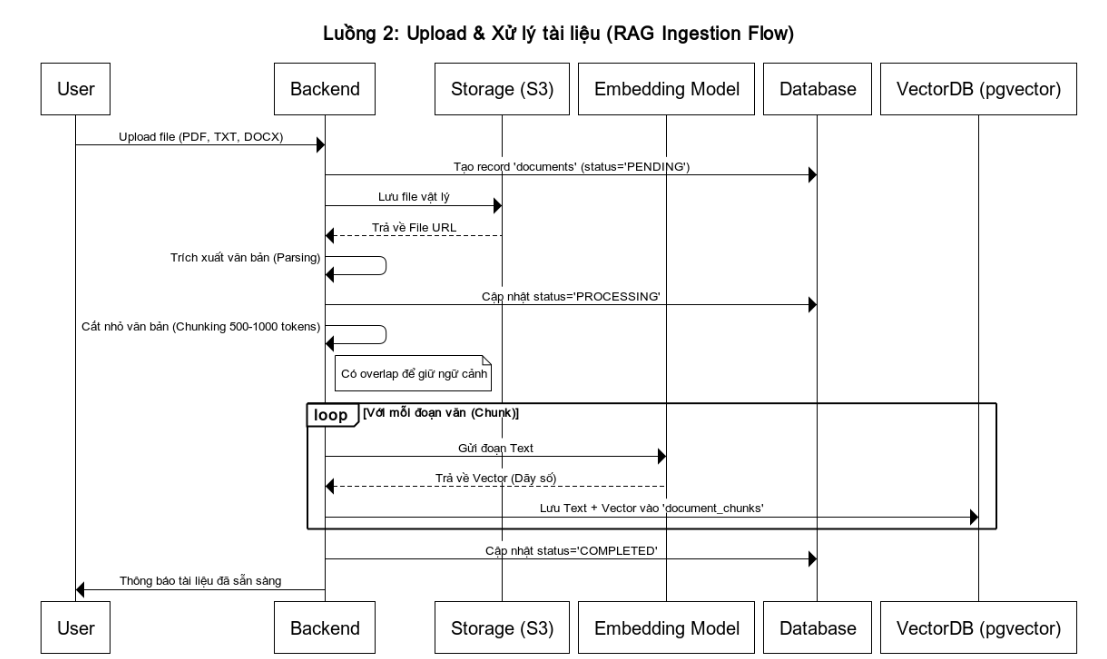 Luồng 2: Upload & Xử lý tài liệu (RAG Ingestion Flow)
User
Backend
Storage (S3)
Embedding Model
Database
VectorDB (pgvector)
Upload file (PDF, TXT, DOCX)
Tạo record 'documents' (status='PENDING')
Lưu file vật lý
Trả về File URL
Trích xuất văn bản (Parsing)
Cập nhật status='PROCESSING'
Cắt nhỏ văn bản (Chunking 500-1000 tokens)
Có overlap để giữ ngữ cảnh
loop
[Với mỗi đoạn văn (Chunk)]
Gửi đoạn Text
Trả về Vector (Dãy số)
Lưu Text + Vector vào 'document_chunks'
Cập nhật status='COMPLETED'
Thông báo tài liệu đã sẵn sàng
User
Backend
Storage (S3)
Embedding Model
Database
VectorDB (pgvector)